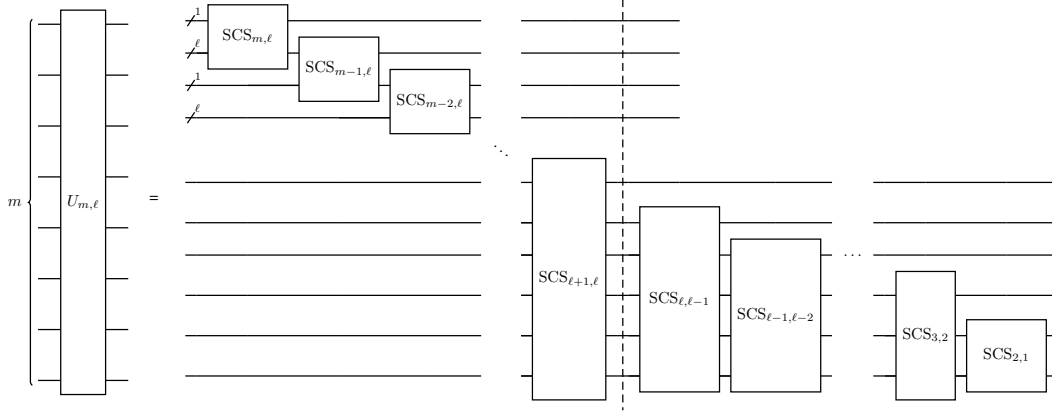 m
U_{m,ℓ}
=
1
ℓ
1
ℓ
SCS_{m,ℓ}
SCS_{m−1,ℓ}
SCS_{m−2,ℓ}
⋱
SCS_{ℓ+1,ℓ}
SCS_{ℓ,ℓ−1}
SCS_{ℓ−1,ℓ−2}
⋯
SCS_{3,2}
SCS_{2,1}